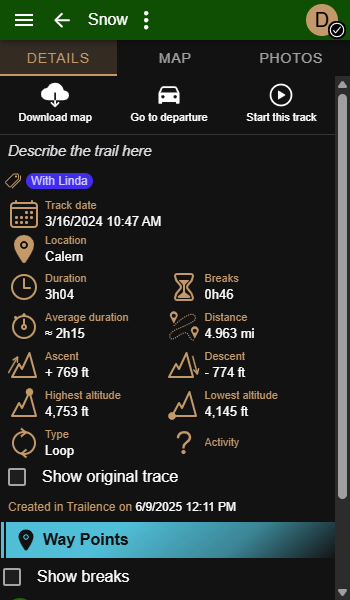 Snow
D
DETAILS MAP PHOTOS
Download map Go to departure Start this track
Describe the trail here
With Linda
Track date
3/16/2024 10:47 AM
Location
Calern
Duration Breaks
3h04 0h46
Average duration Distance
≈ 2h15 4.963 mi
Ascent Descent
+ 769 ft - 774 ft
Highest altitude Lowest altitude
4,753 ft 4,145 ft
Type Activity
Loop
Show original trace
Created in Trailence on 6/9/2025 12:11 PM
Way Points
Show breaks